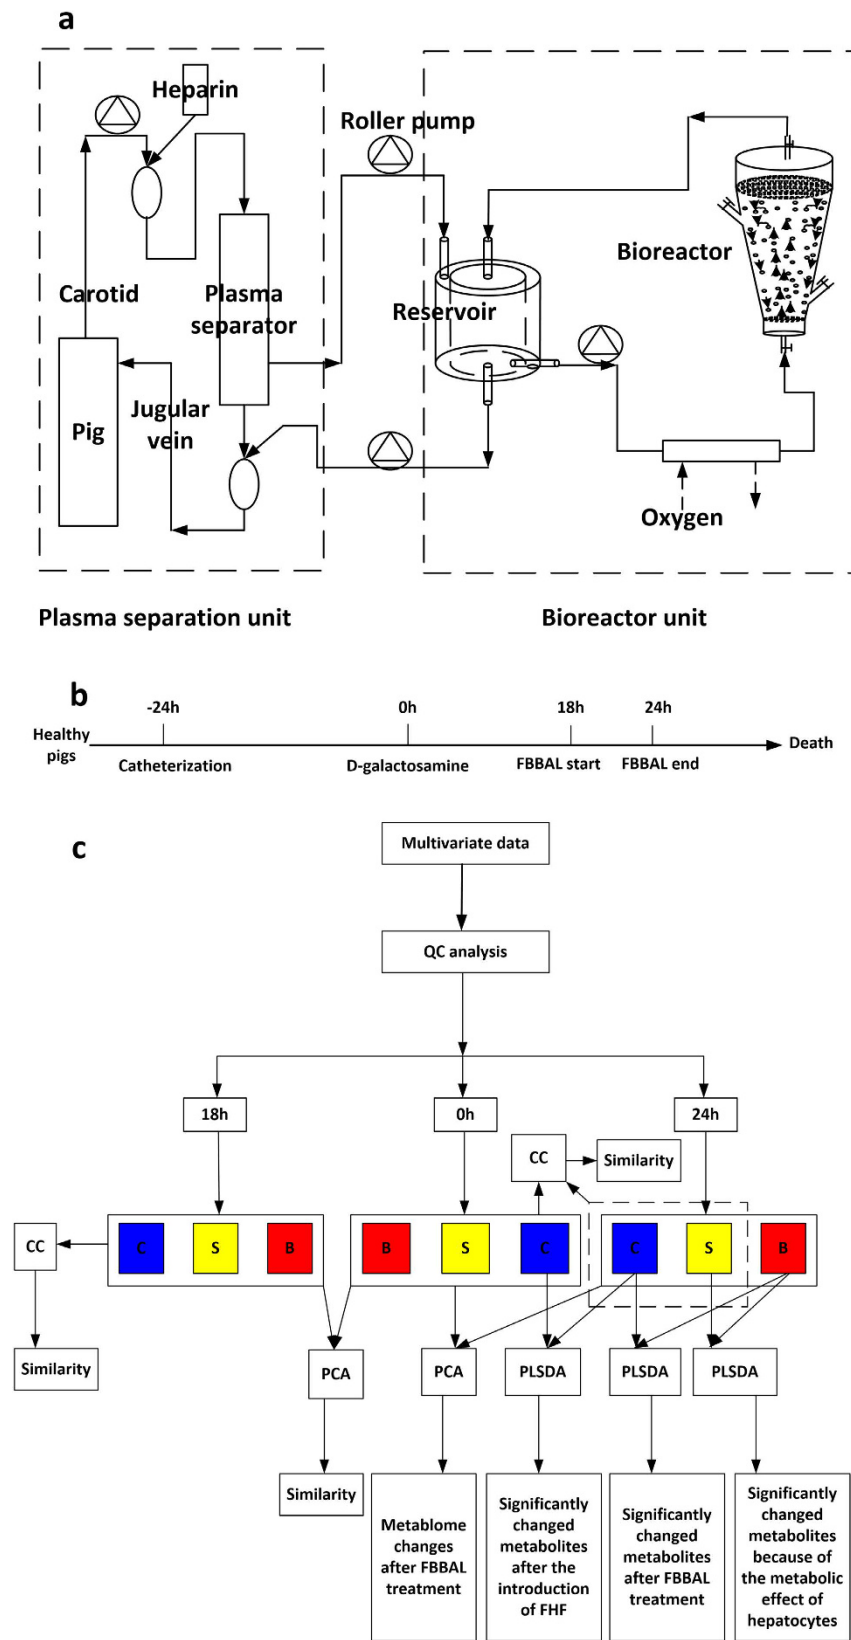 a
Heparin
Roller pump
Carotid
Plasma
separator
Reservoir
Bioreactor
Pig
Jugular
vein
Oxygen
Plasma separation unit
Bioreactor unit
b
-24h
0h
18h
24h
Healthy
pigs
Catheterization
D-galactosamine
FBBAL start
FBBAL end
Death
c
Multivariate data
QC analysis
18h
0h
24h
CC
Similarity
CC
C
S
B
B
S
C
C
S
B
Similarity
PCA
PCA
PLSDA
PLSDA
PLSDA
Similarity
Metablome
changes
after FBBAL
treatment
Significantly
changed
metabolites
after the
introduction
of FHF
Significantly
changed
metabolites
after FBBAL
treatment
Significantly
changed
metabolites
because of
the metabolic
effect of
hepatocytes